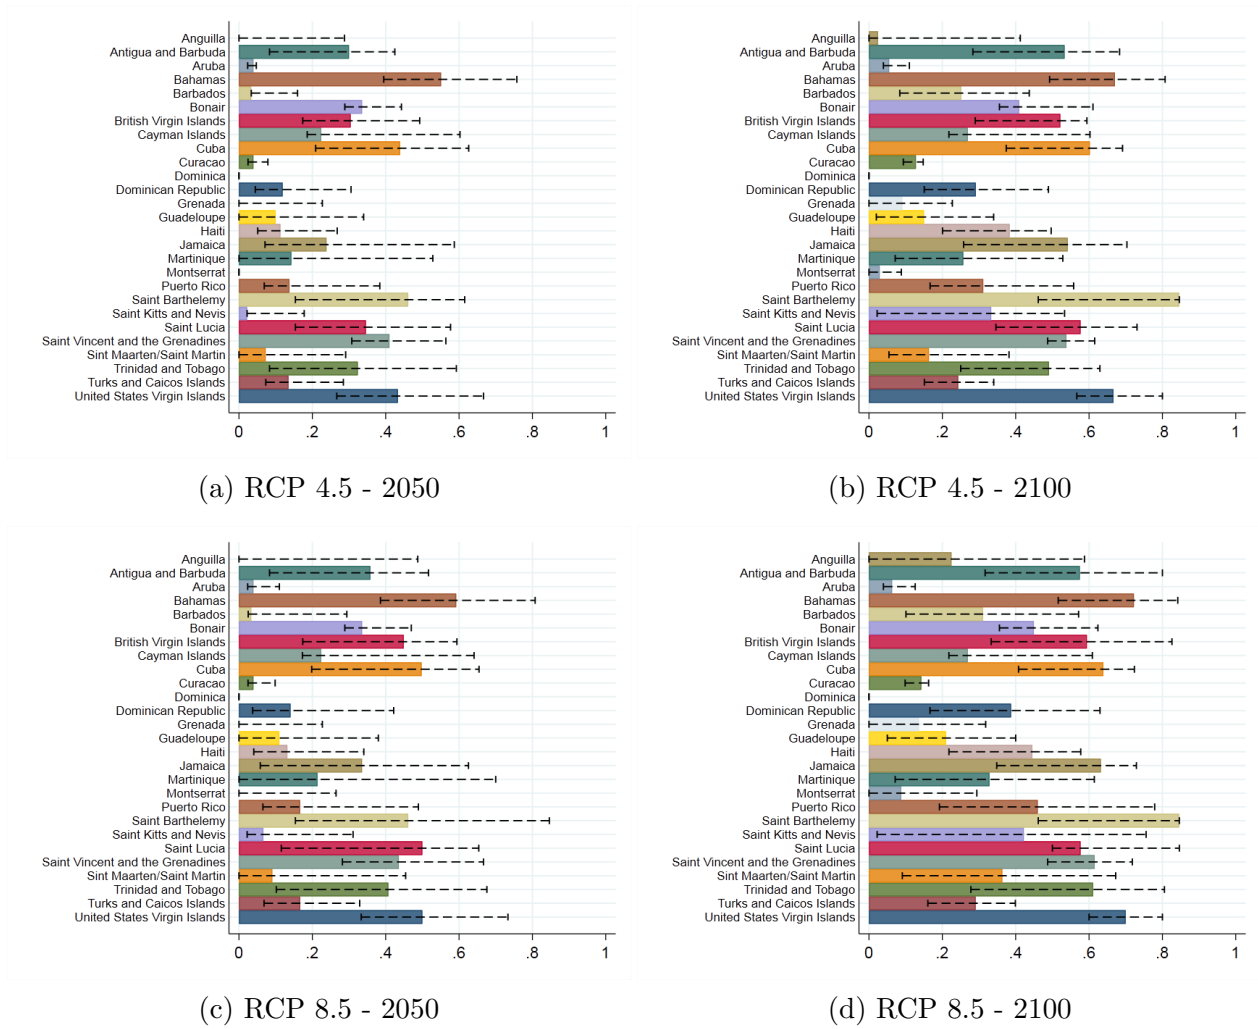 Anguilla
Antigua and Barbuda
Aruba
Bahamas
Barbados
Bonair
British Virgin Islands
Cayman Islands
Cuba
Curacao
Dominica
Dominican Republic
Grenada
Guadeloupe
Haiti
Jamaica
Martinique
Montserrat
Puerto Rico
Saint Barthelemy
Saint Kitts and Nevis
Saint Lucia
Saint Vincent and the Grenadines
Sint Maarten/Saint Martin
Trinidad and Tobago
Turks and Caicos Islands
United States Virgin Islands
0 .2 .4 .6 .8 1
(a) RCP 4.5 - 2050
Anguilla
Antigua and Barbuda
Aruba
Bahamas
Barbados
Bonair
British Virgin Islands
Cayman Islands
Cuba
Curacao
Dominica
Dominican Republic
Grenada
Guadeloupe
Haiti
Jamaica
Martinique
Montserrat
Puerto Rico
Saint Barthelemy
Saint Kitts and Nevis
Saint Lucia
Saint Vincent and the Grenadines
Sint Maarten/Saint Martin
Trinidad and Tobago
Turks and Caicos Islands
United States Virgin Islands
0 .2 .4 .6 .8 1
(b) RCP 4.5 - 2100
Anguilla
Antigua and Barbuda
Aruba
Bahamas
Barbados
Bonair
British Virgin Islands
Cayman Islands
Cuba
Curacao
Dominica
Dominican Republic
Grenada
Guadeloupe
Haiti
Jamaica
Martinique
Montserrat
Puerto Rico
Saint Barthelemy
Saint Kitts and Nevis
Saint Lucia
Saint Vincent and the Grenadines
Sint Maarten/Saint Martin
Trinidad and Tobago
Turks and Caicos Islands
United States Virgin Islands
0 .2 .4 .6 .8 1
(c) RCP 8.5 - 2050
Anguilla
Antigua and Barbuda
Aruba
Bahamas
Barbados
Bonair
British Virgin Islands
Cayman Islands
Cuba
Curacao
Dominica
Dominican Republic
Grenada
Guadeloupe
Haiti
Jamaica
Martinique
Montserrat
Puerto Rico
Saint Barthelemy
Saint Kitts and Nevis
Saint Lucia
Saint Vincent and the Grenadines
Sint Maarten/Saint Martin
Trinidad and Tobago
Turks and Caicos Islands
United States Virgin Islands
0 .2 .4 .6 .8 1
(d) RCP 8.5 - 2100